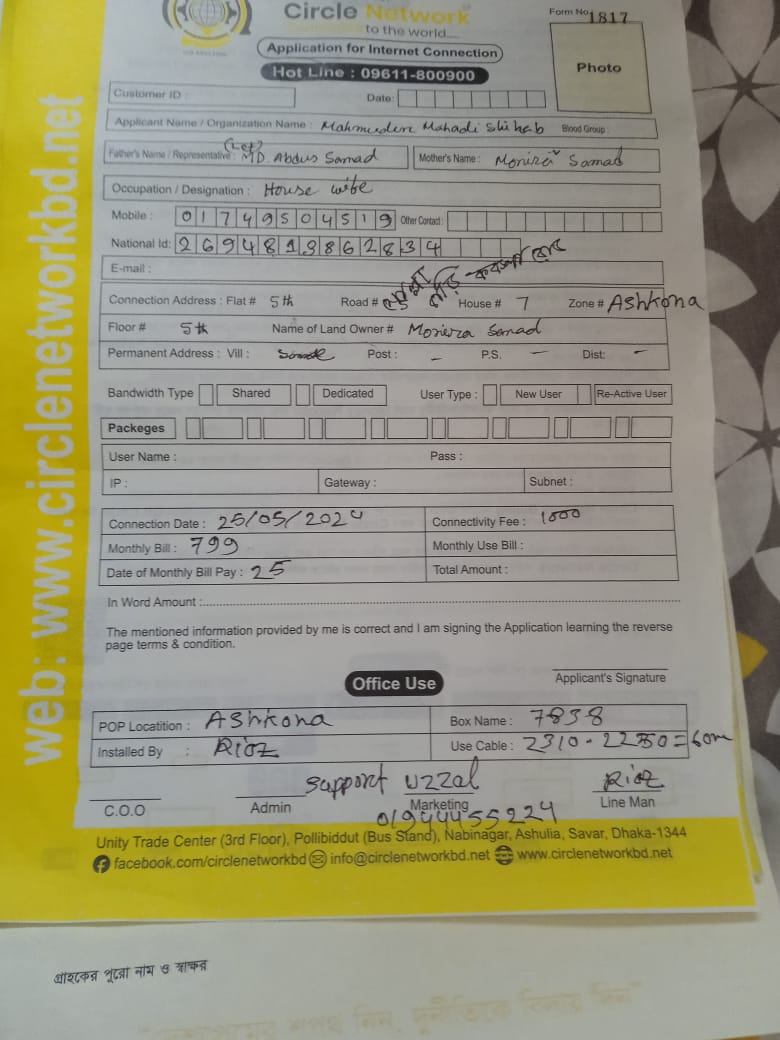 Circle Network
to the world....
Form No. 1817
Application for Internet Connection
Hot Line : 09611-800900
Photo
Customer ID :
Date:
Applicant Name / Organization Name : Mahmudun Mahadi Shihab Blood Group :
Father's Name / Representative : (Let) MD. Abdus Samad Mother's Name : Monira Samad
Occupation / Designation : House wife
Mobile : 01749504519 Other Contact :
National Id: 2694813862834
E-mail :
Connection Address : Flat # 5th Road # House # 7 Zone # Ashkona
Floor # 5th Name of Land Owner # Moniera Samad
Permanent Address : Vill : Post : – P.S. – Dist: –
Bandwidth Type Shared Dedicated User Type : New User Re-Active User
Packeges
User Name : Pass :
IP : Gateway : Subnet :
Connection Date : 25/05/2024 Connectivity Fee : 1000
Monthly Bill : 799 Monthly Use Bill :
Date of Monthly Bill Pay : 25 Total Amount :
In Word Amount :
The mentioned information provided by me is correct and I am signing the Application learning the reverse
page terms & condition.
Applicant's Signature
Office Use
POP Locatition : Ashkona Box Name : 7838
Installed By : Rioz Use Cable : 2310 - 2250 = 60m
support Uzzal Rioz
C.O.O Admin Marketing Line Man
01944455224
Unity Trade Center (3rd Floor), Pollibiddut (Bus Stand), Nabinagar, Ashulia, Savar, Dhaka-1344
facebook.com/circlenetworkbd info@circlenetworkbd.net www.circlenetworkbd.net
web: www.circlenetworkbd.net
গ্রাহকের পুরো নাম ও স্বাক্ষর